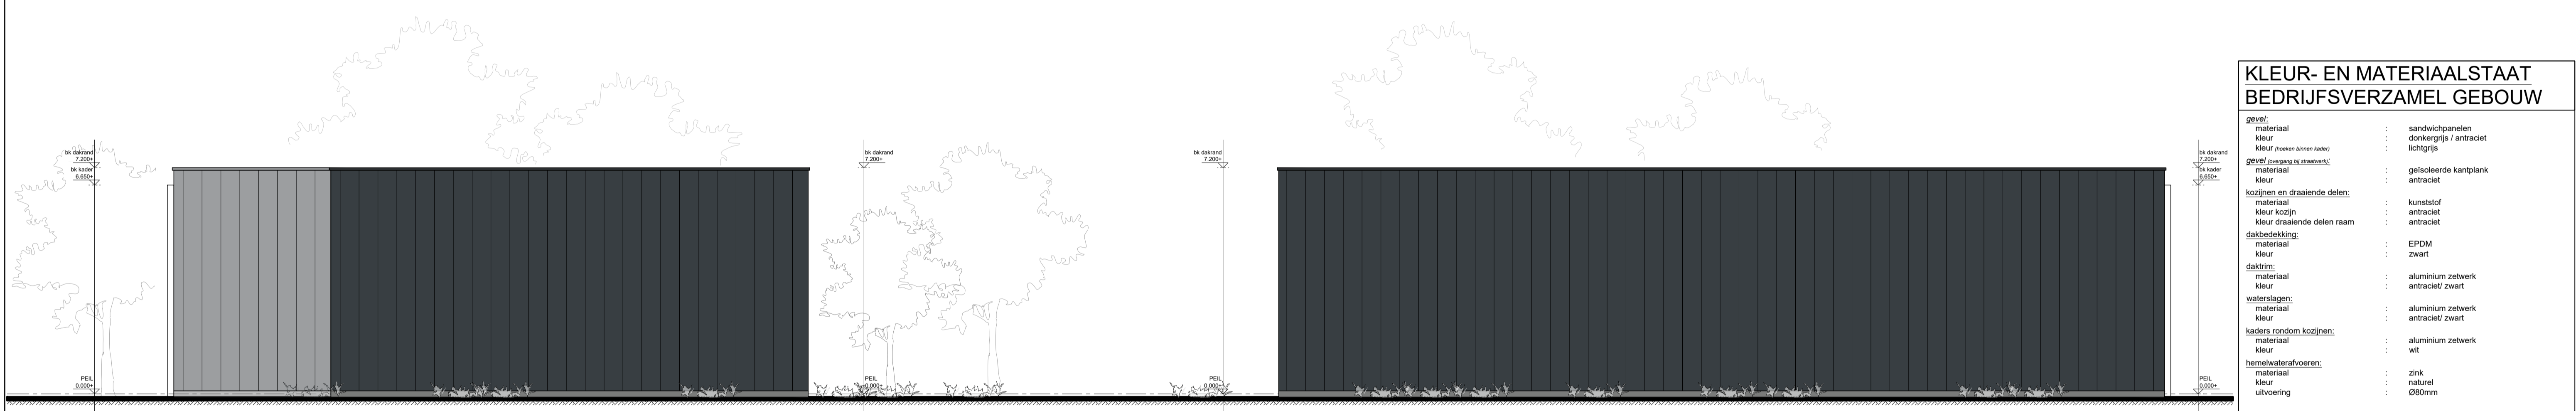 bk dakrand
7.200+
bk kader
6.650+
PEIL
0.000+
bk dakrand
7.200+
PEIL
0.000+
bk dakrand
7.200+
PEIL
0.000+
bk dakrand
7.200+
bk kader
6.650+
PEIL
0.000+
KLEUR- EN MATERIAALSTAAT
BEDRIJFSVERZAMEL GEBOUW
gevel:
materiaal : sandwichpanelen
kleur : donkergrijs / antraciet
kleur (hoeken binnen kader) : lichtgrijs
gevel (overgang bij straatwerk):
materiaal : geïsoleerde kantplank
kleur : antraciet
kozijnen en draaiende delen:
materiaal : kunststof
kleur kozijn : antraciet
kleur draaiende delen raam : antraciet
dakbedekking:
materiaal : EPDM
kleur : zwart
daktrim:
materiaal : aluminium zetwerk
kleur : antraciet/ zwart
waterslagen:
materiaal : aluminium zetwerk
kleur : antraciet/ zwart
kaders rondom kozijnen:
materiaal : aluminium zetwerk
kleur : wit
hemelwaterafvoeren:
materiaal : zink
kleur : naturel
uitvoering : Ø80mm